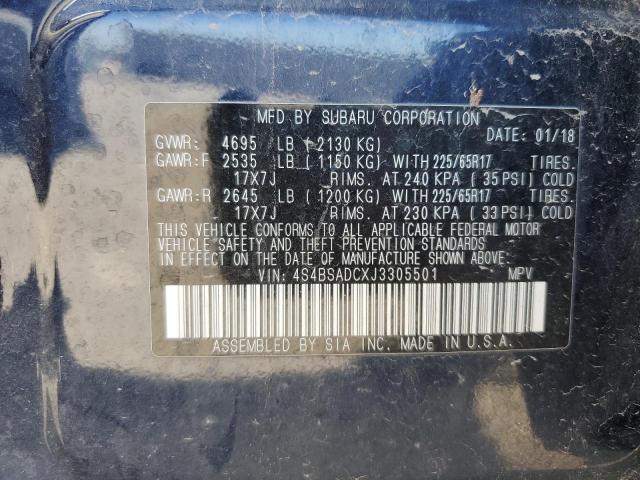 MFD BY SUBARU CORPORATION
GVWR: 4695 LB ( 2130 KG) DATE: 01/18
GAWR:F 2535 LB ( 1150 KG) WITH 225/65R17 TIRES.
17X7J RIMS. AT 240 KPA ( 35 PSI) COLD
GAWR:R 2645 LB ( 1200 KG) WITH 225/65R17 TIRES.
17X7J RIMS. AT 230 KPA ( 33 PSI) COLD
THIS VEHICLE CONFORMS TO ALL APPLICABLE FEDERAL MOTOR
VEHICLE SAFETY AND THEFT PREVENTION STANDARDS
IN EFFECT ON THE DATE OF MANUFACTURE SHOWN ABOVE.
VIN: 4S4BSADCXJ3305501 MPV
ASSEMBLED BY SIA INC. MADE IN U.S.A.